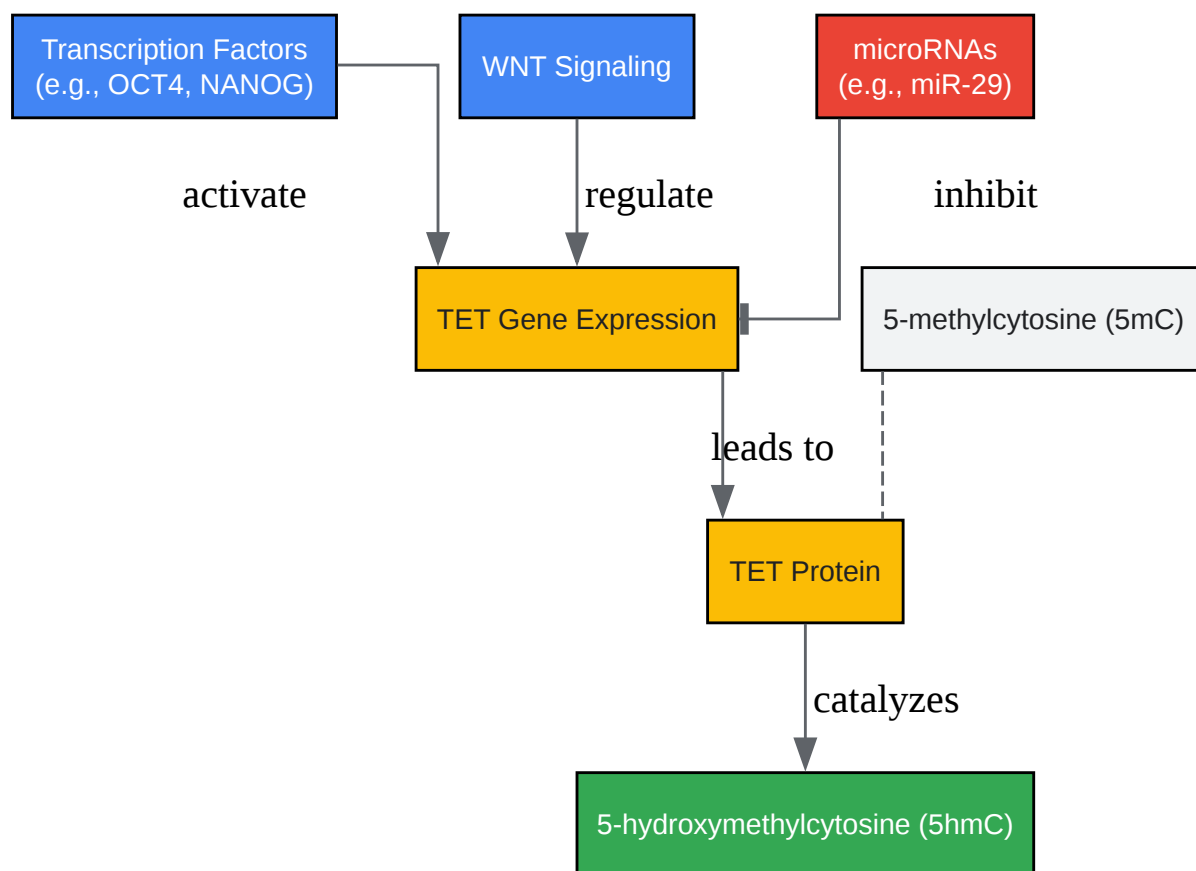 Transcription Factors
(e.g., OCT4, NANOG)
WNT Signaling
microRNAs
(e.g., miR-29)
activate
regulate
inhibit
TET Gene Expression
5-methylcytosine (5mC)
leads to
TET Protein
catalyzes
5-hydroxymethylcytosine (5hmC)